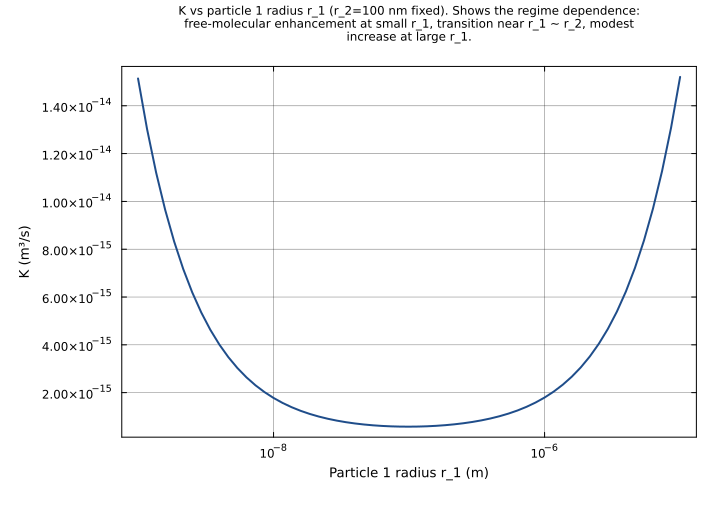 K vs particle 1 radius r_1 (r_2=100 nm fixed). Shows the regime dependence:
free-molecular enhancement at small r_1, transition near r_1 ~ r_2, modest
increase at large r_1.
1.40×10⁻¹⁴
1.20×10⁻¹⁴
1.00×10⁻¹⁴
8.00×10⁻¹⁵
6.00×10⁻¹⁵
4.00×10⁻¹⁵
2.00×10⁻¹⁵
K (m³/s)
10⁻⁸ 10⁻⁶
Particle 1 radius r_1 (m)